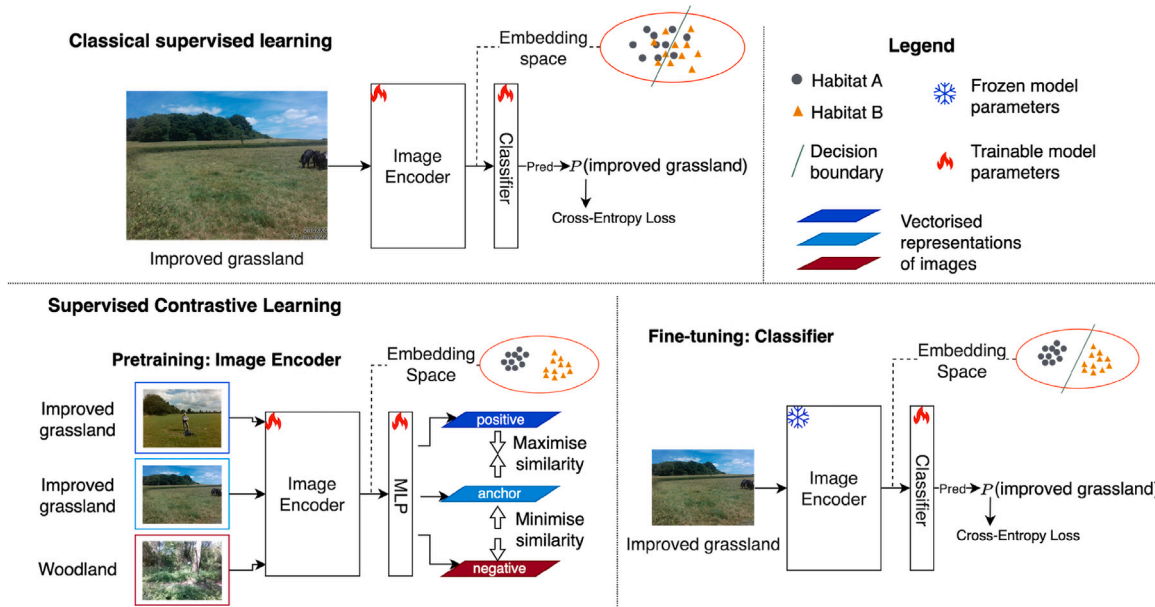 Classical supervised learning
Improved grassland
Image
Encoder
Classifier
Embedding
space
Pred
P(improved grassland)
Cross-Entropy Loss
Legend
Habitat A
Habitat B
Decision
boundary
Frozen model
parameters
Trainable model
parameters
Vectorised
representations
of images
Supervised Contrastive Learning
Pretraining: Image Encoder
Improved
grassland
Improved
grassland
Woodland
Image
Encoder
MLP
Embedding
Space
positive
Maximise
similarity
anchor
Minimise
similarity
negative
Fine-tuning: Classifier
Improved grassland
Image
Encoder
Classifier
Embedding
Space
Pred
P(improved grassland)
Cross-Entropy Loss